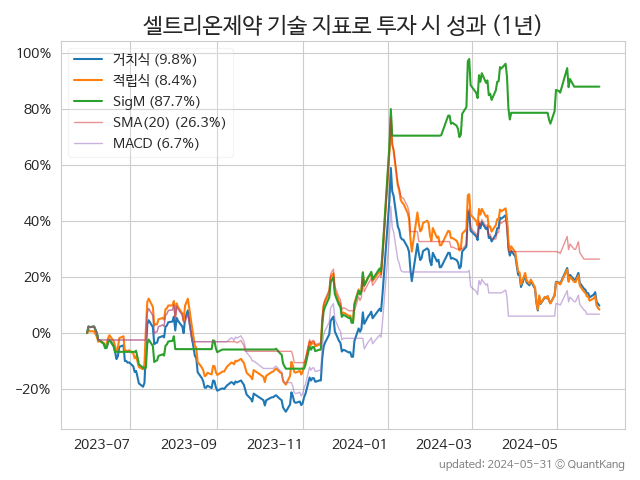 셀트리온제약 기술 지표로 투자 시 성과 (1년)
거치식 (9.8%)
적립식 (8.4%)
SigM (87.7%)
SMA(20) (26.3%)
MACD (6.7%)
100%
80%
60%
40%
20%
0%
−20%
2023-07 2023-09 2023-11 2024-01 2024-03 2024-05
updated: 2024-05-31 © QuantKang